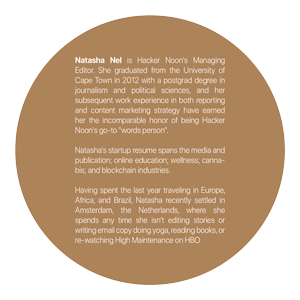 Natasha Nel is Hacker Noon's Managing
Editor. She graduated from the University of
Cape Town in 2012 with a postgrad degree in
journalism and political sciences, and her
subsequent work experience in both reporting
and content marketing strategy have earned
her the incomparable honor of being Hacker
Noon's go-to "words person".
Natasha's startup resume spans the media and
publication; online education; wellness; canna-
bis; and blockchain industries.
Having spent the last year traveling in Europe,
Africa, and Brazil, Natasha recently settled in
Amsterdam, the Netherlands, where she
spends any time she isn't editing stories or
writing email copy doing yoga, reading books, or
re-watching High Maintenance on HBO